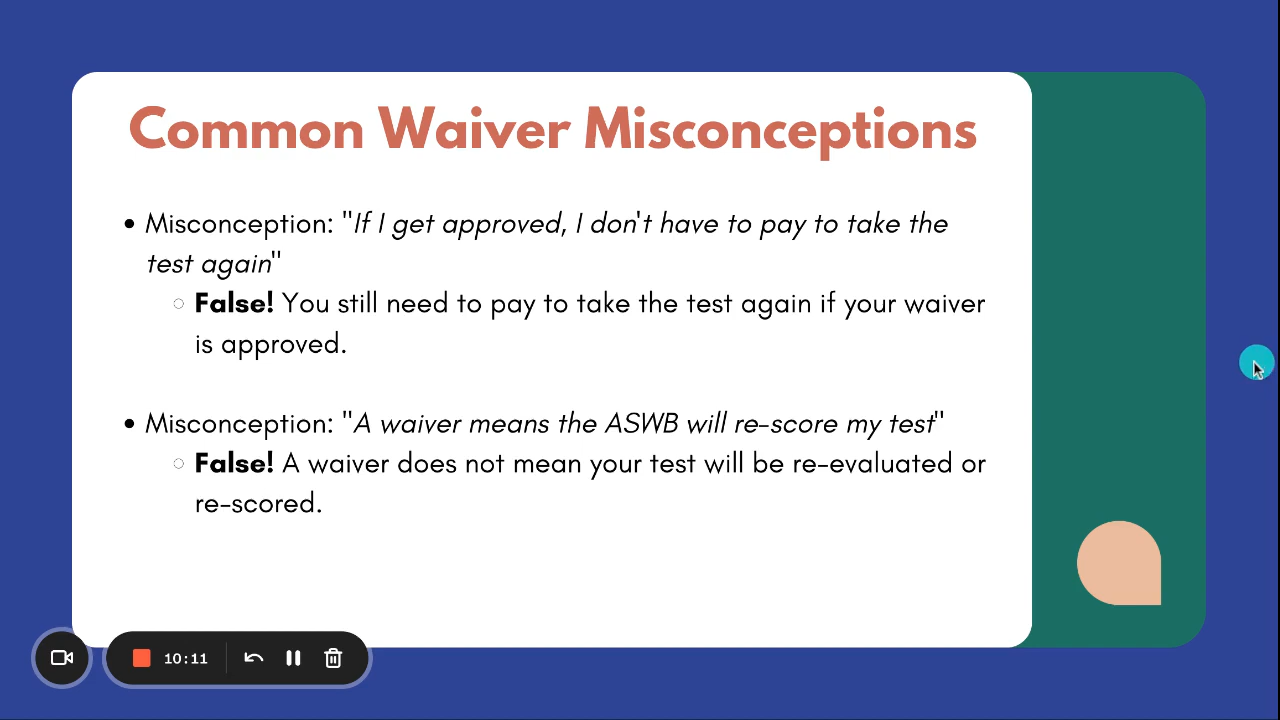 Common Waiver Misconceptions
• Misconception: "If I get approved, I don't have to pay to take the
test again"
◦ False! You still need to pay to take the test again if your waiver
is approved.
• Misconception: "A waiver means the ASWB will re-score my test"
◦ False! A waiver does not mean your test will be re-evaluated or
re-scored.
10:11